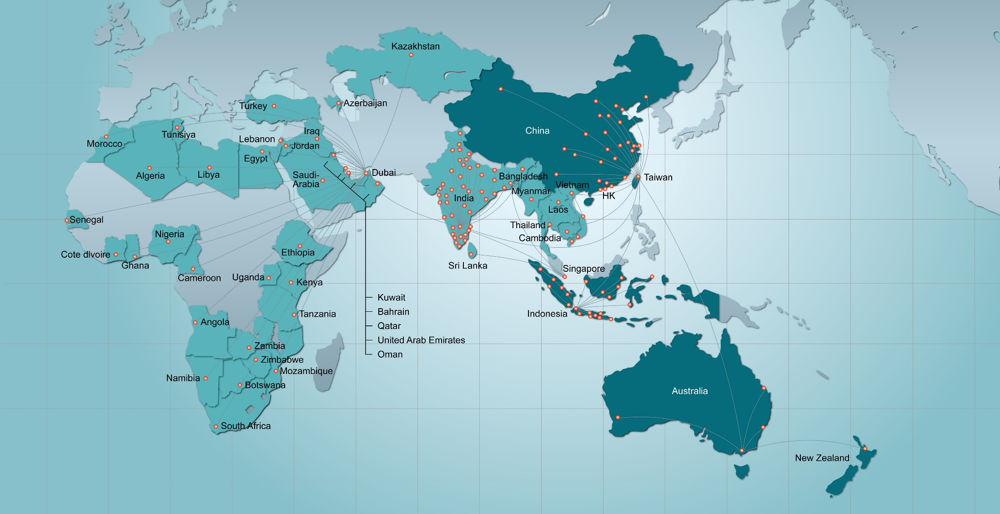 Kazakhstan
Azerbaijan
Turkey
Tunisiya
Morocco
Lebanon
Iraq
Jordan
Egypt
Algeria
Libya
Saudi-
Arabia
Dubai
China
Bangladesh
Taiwan
Vietnam
Myanmar
HK
India
Laos
Senegal
Thailand
Nigeria
Cambodia
Ethiopia
Cote dlvoire
Ghana
Sri Lanka
Singapore
Cameroon
Uganda
Kenya
Kuwait
Bahrain
Qatar
United Arab Emirates
Oman
Tanzania
Indonesia
Angola
Zambia
Zimbabwe
Mozambique
Namibia
Botswana
Australia
South Africa
New Zealand